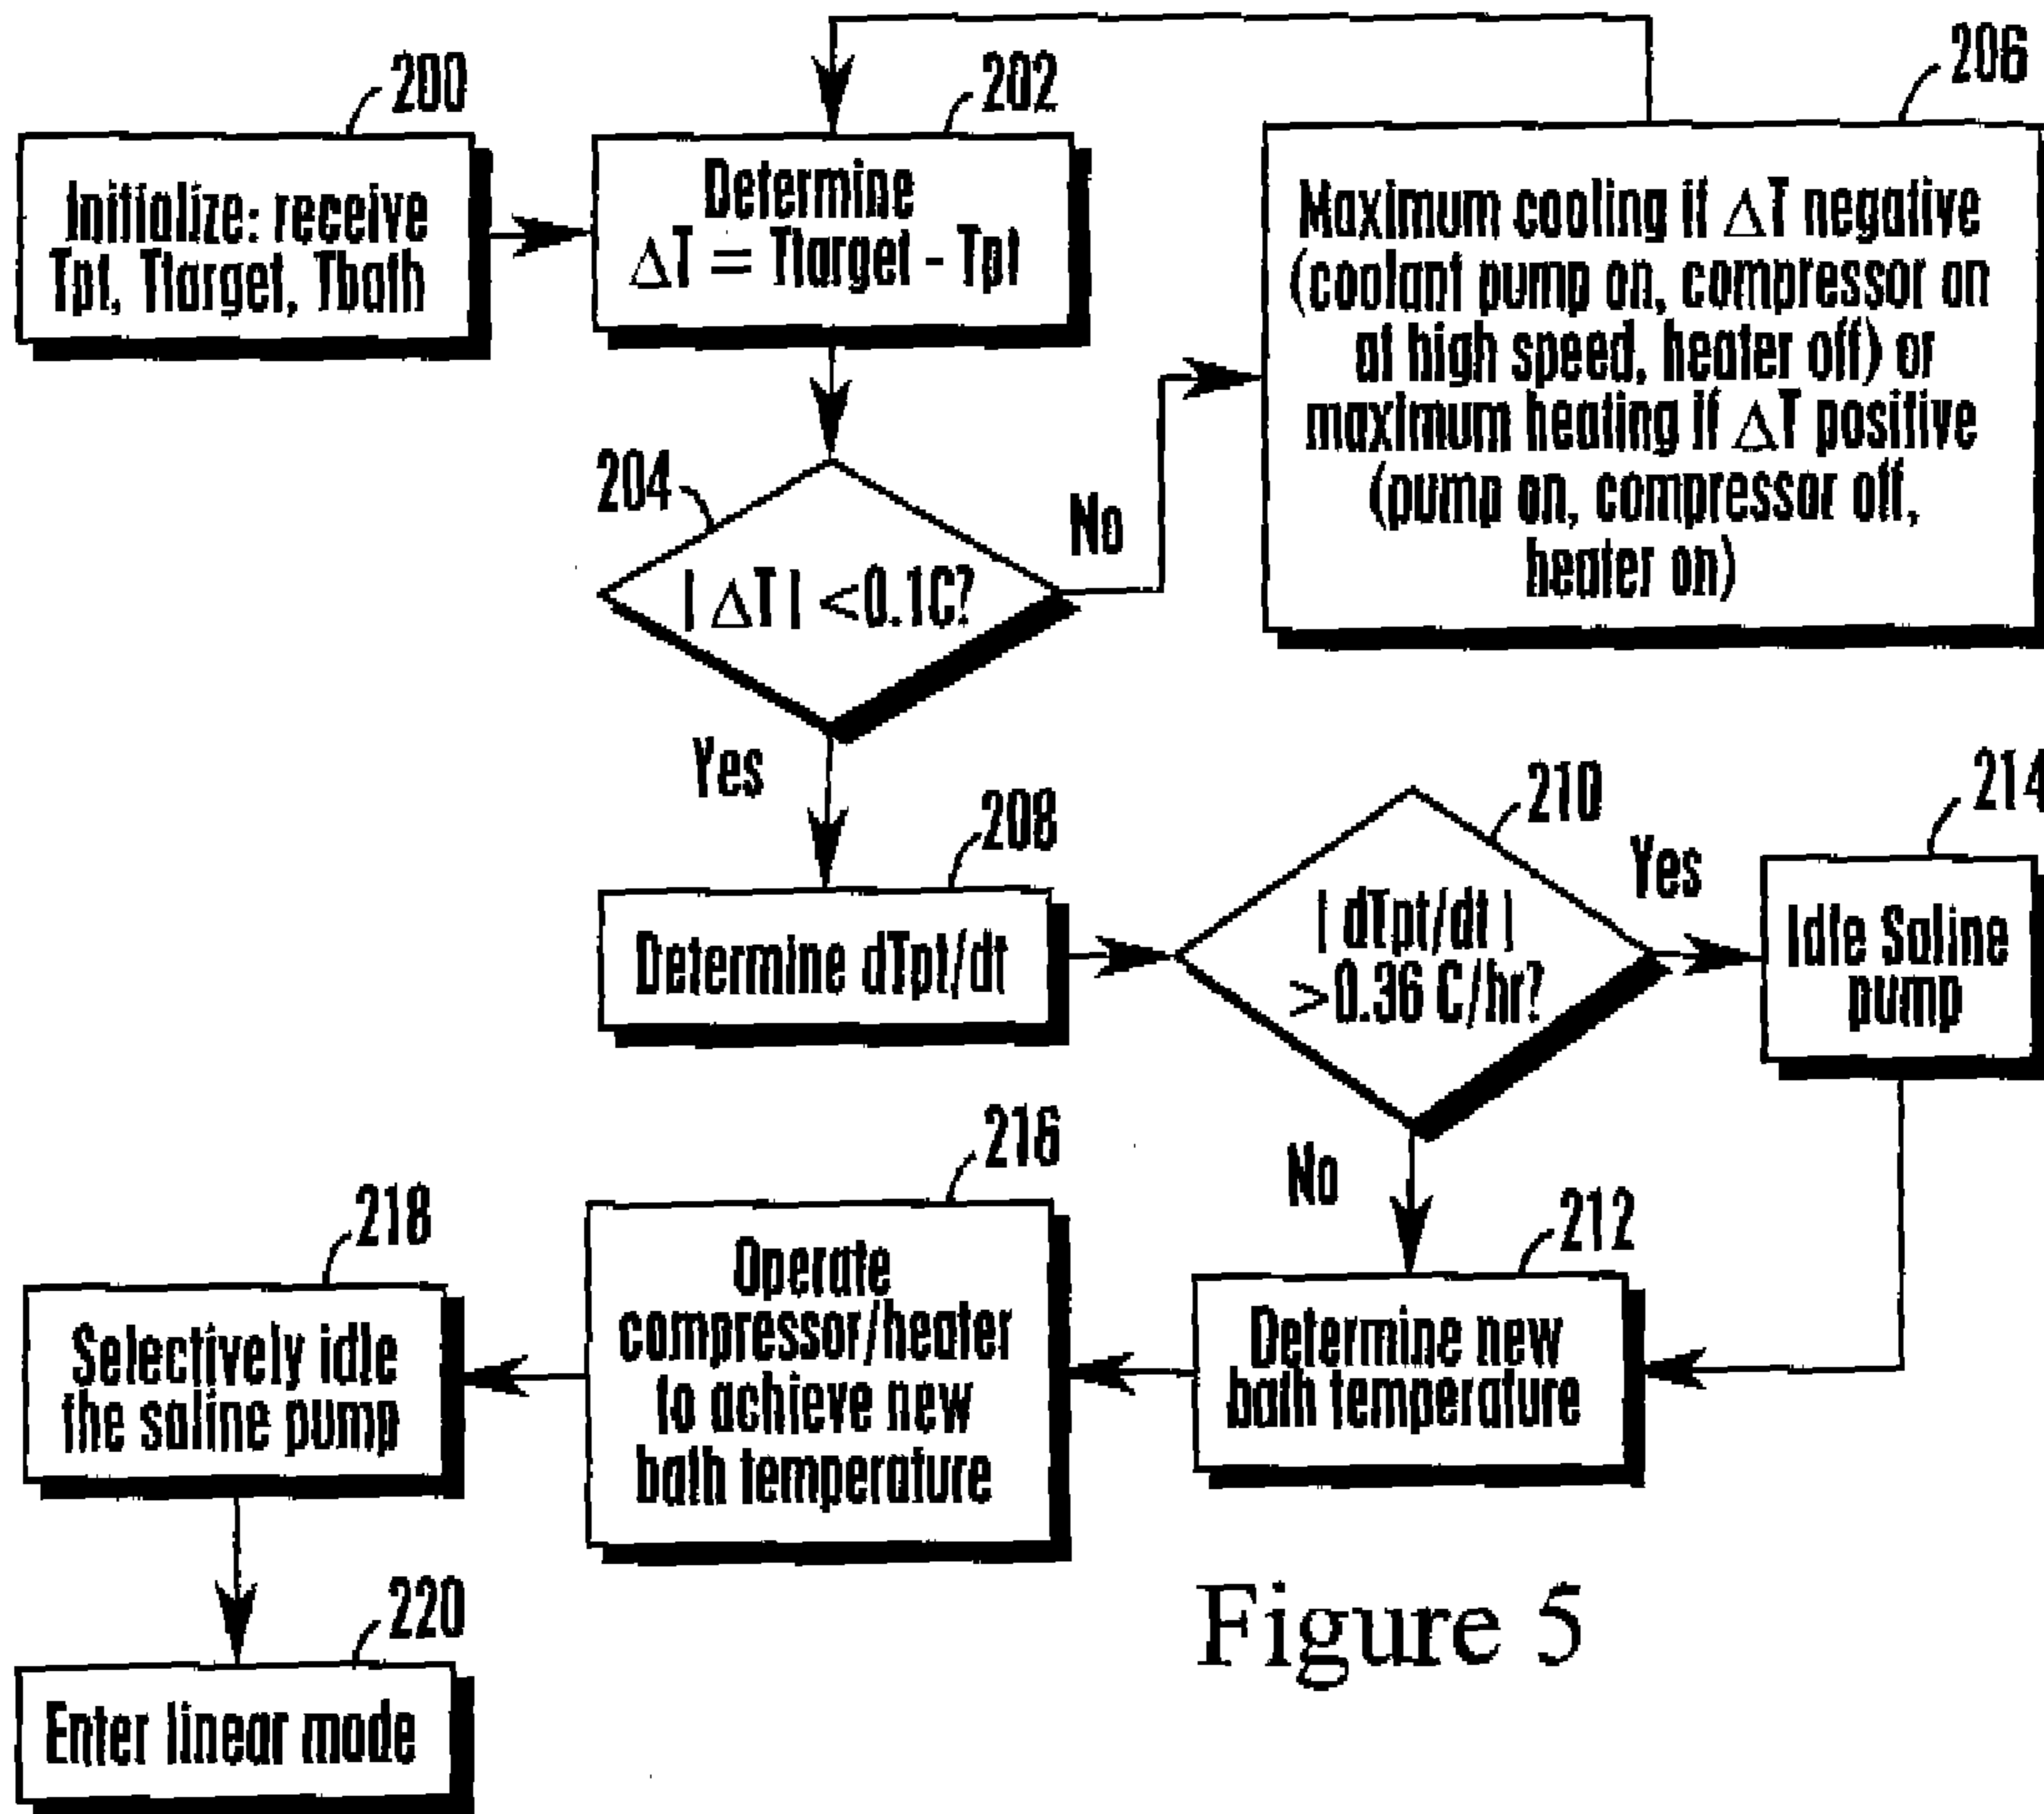 200
Initialize: receive
Tpt, Ttarget, Tbath
202
Determine
ΔT = Ttarget - Tpt
206
Maximum cooling if ΔT negative
(coolant pump on, compressor on
at high speed, heater off) or
maximum heating if ΔT positive
(pump on, compressor off,
heater on)
204
| ΔT | <0.1C?
No
Yes
208
Determine dTpt/dt
210
| dTpt/dt |
>0.36 C/hr?
Yes
No
214
Idle Saline
pump
212
Determine new
bath temperature
216
Operate
compressor/heater
to achieve new
bath temperature
218
Selectively idle
the saline pump
220
Enter linear mode
Figure 5